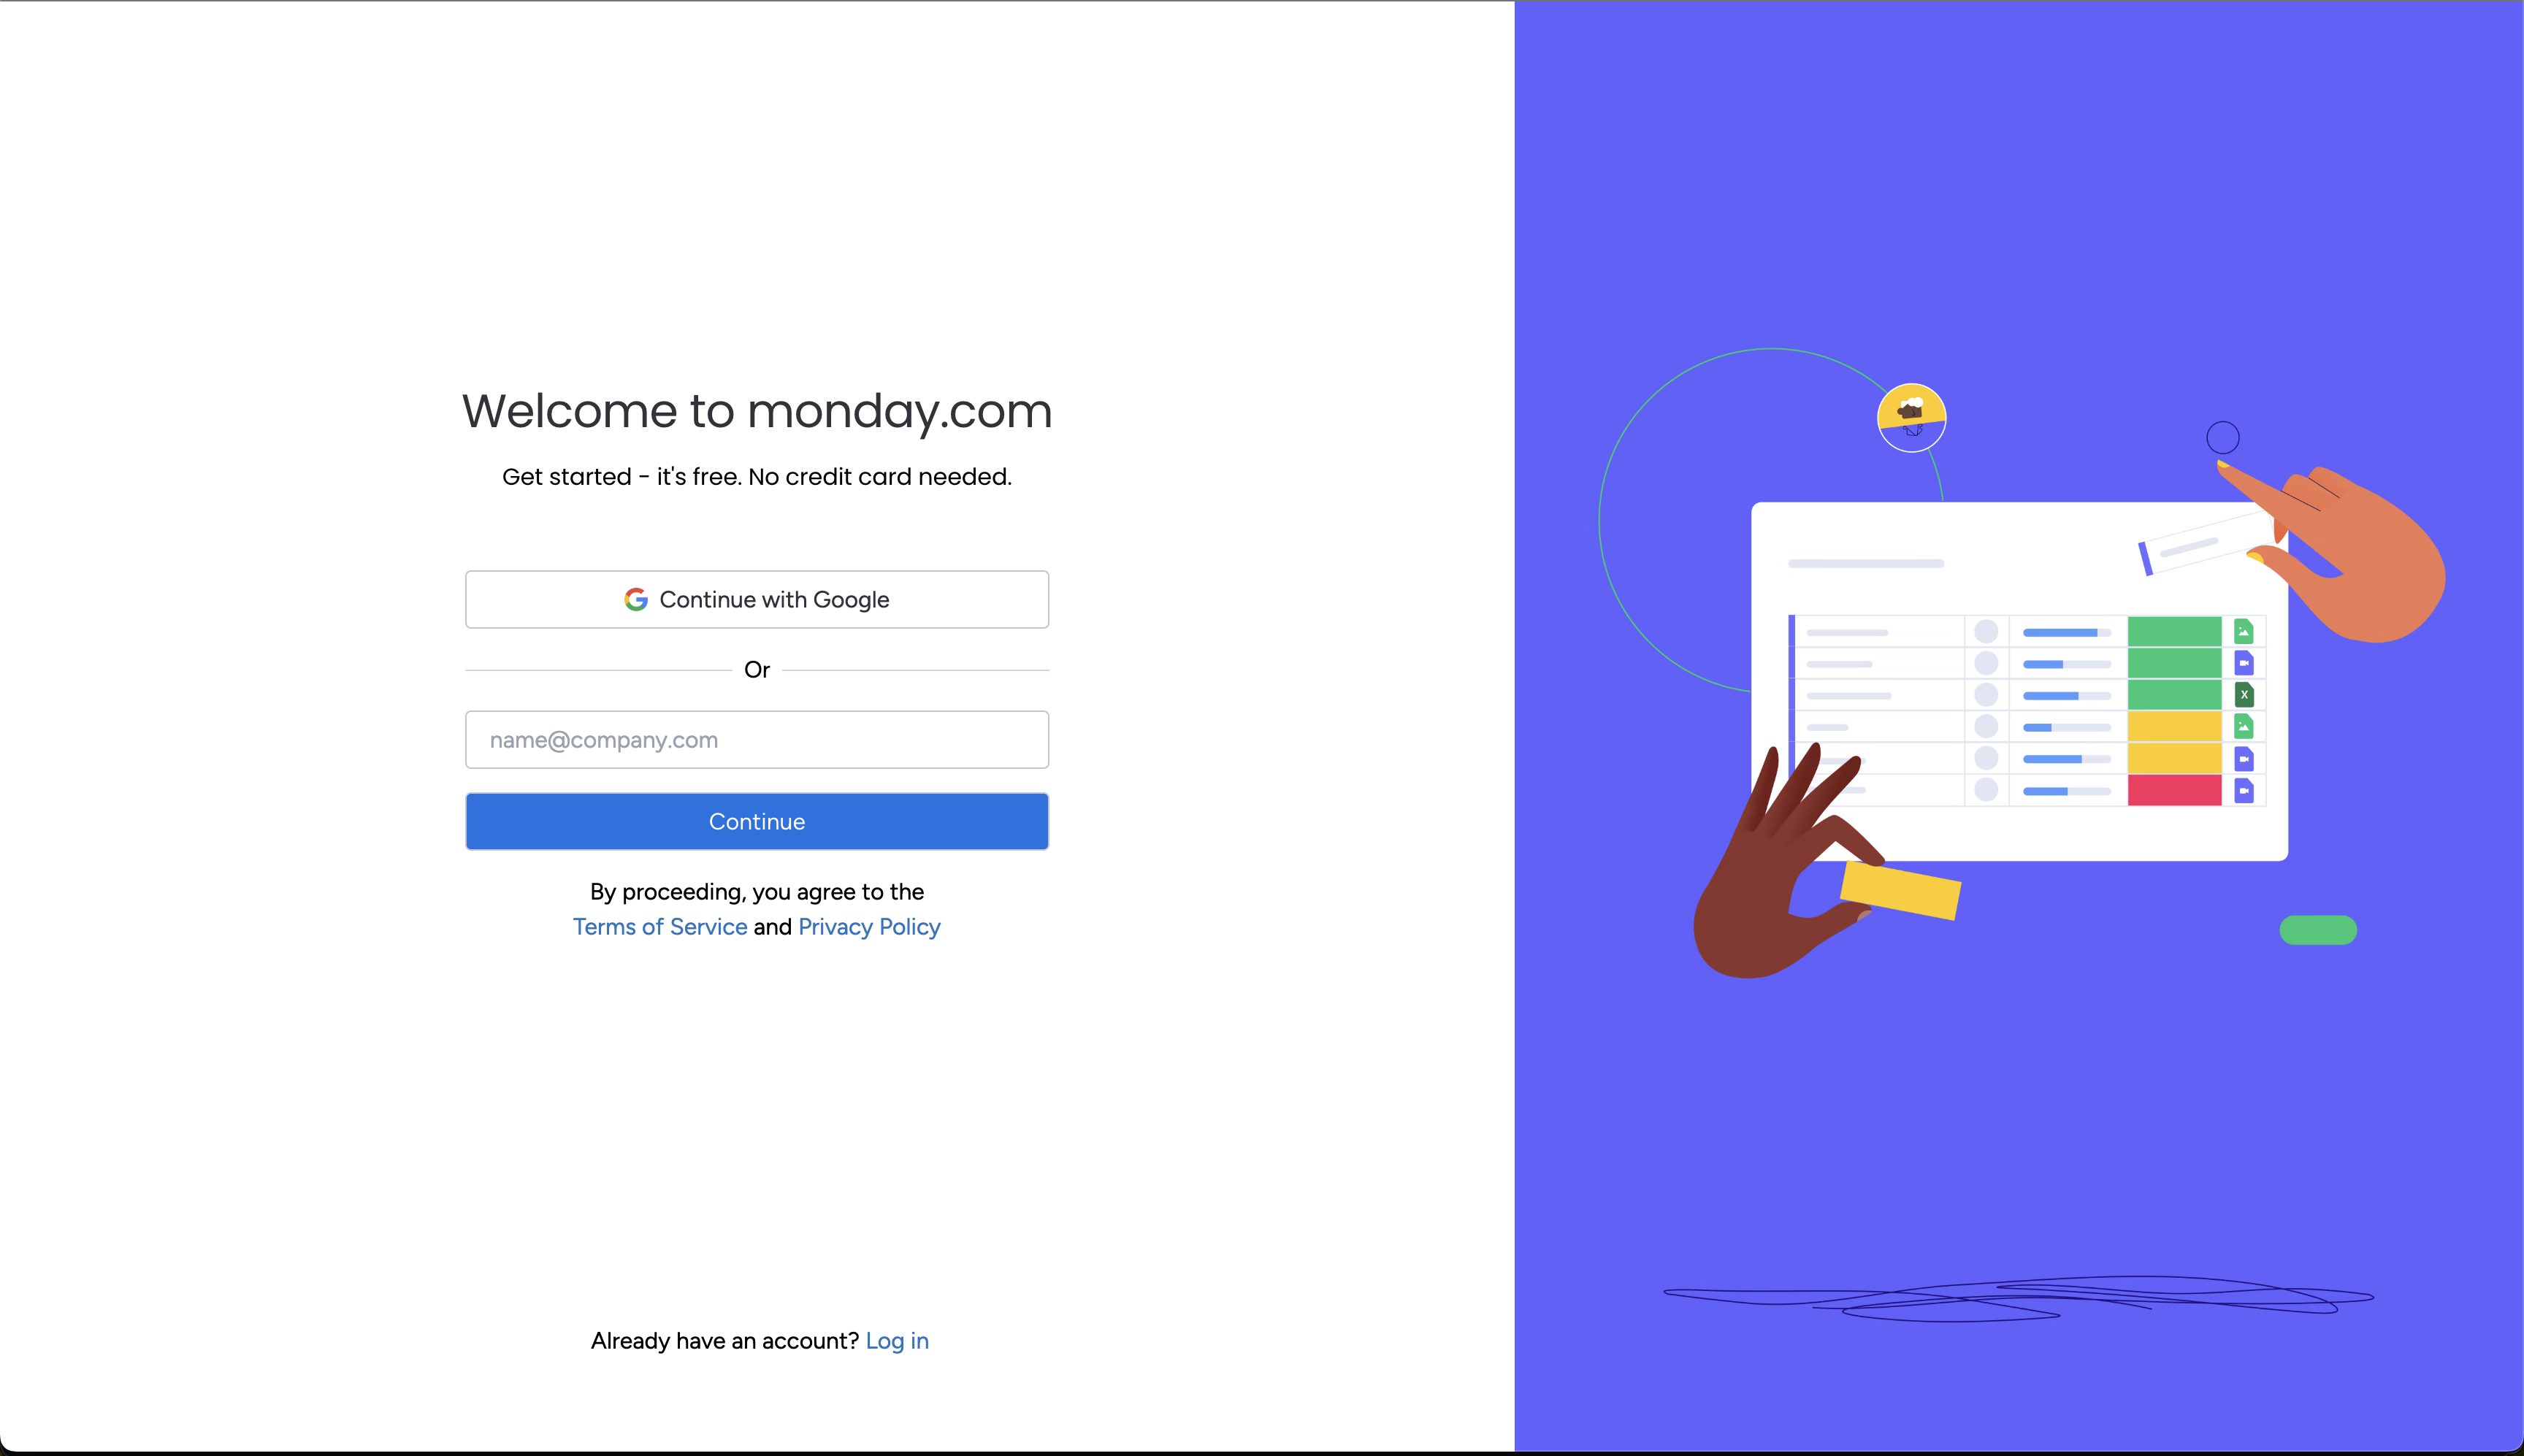 Welcome to monday.com
Get started - it's free. No credit card needed.
Continue with Google
Or
name@company.com
Continue
By proceeding, you agree to the
Terms of Service and Privacy Policy
Already have an account? Log in
X